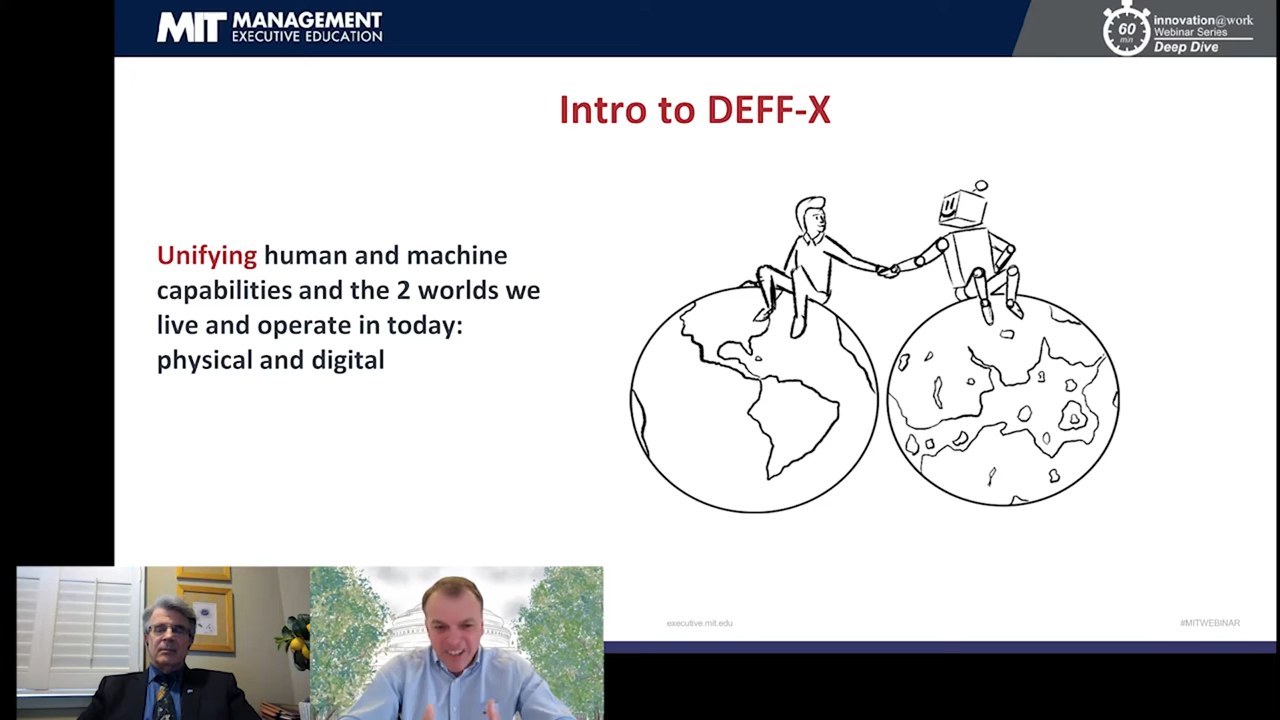 MIT MANAGEMENT
EXECUTIVE EDUCATION
60
min
innovation@work
Webinar Series
Deep Dive
Intro to DEFF-X
Unifying human and machine
capabilities and the 2 worlds we
live and operate in today:
physical and digital
executive.mit.edu
#MITWEBINAR